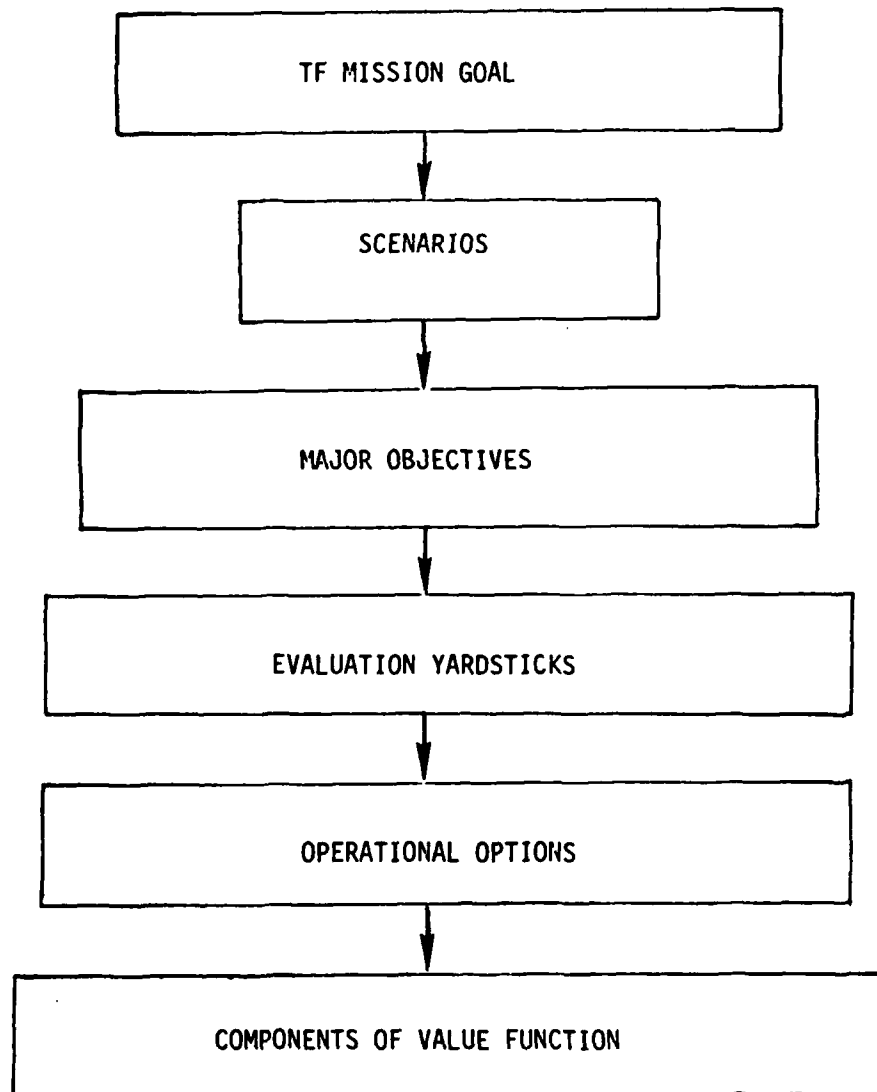 TF MISSION GOAL
SCENARIOS
MAJOR OBJECTIVES
EVALUATION YARDSTICKS
OPERATIONAL OPTIONS
COMPONENTS OF VALUE FUNCTION